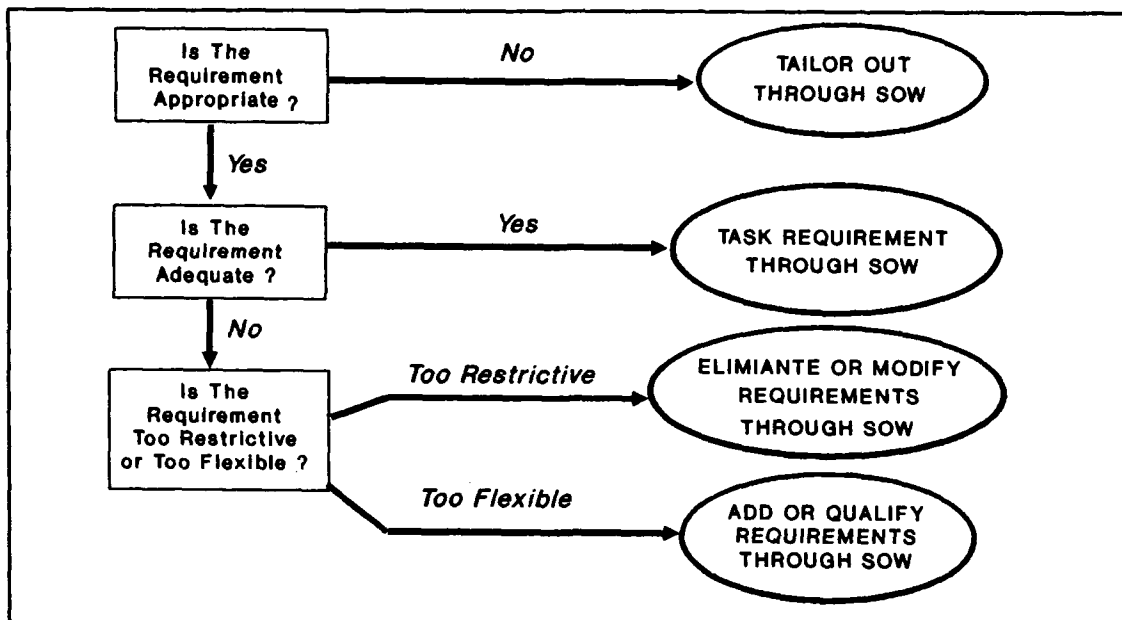 Is The
Requirement
Appropriate ?
No
TAILOR OUT
THROUGH SOW
Yes
Is The
Requirement
Adequate ?
Yes
TASK REQUIREMENT
THROUGH SOW
No
Is The
Requirement
Too Restrictive
or Too Flexible ?
Too Restrictive
ELIMIANTE OR MODIFY
REQUIREMENTS
THROUGH SOW
Too Flexible
ADD OR QUALIFY
REQUIREMENTS
THROUGH SOW